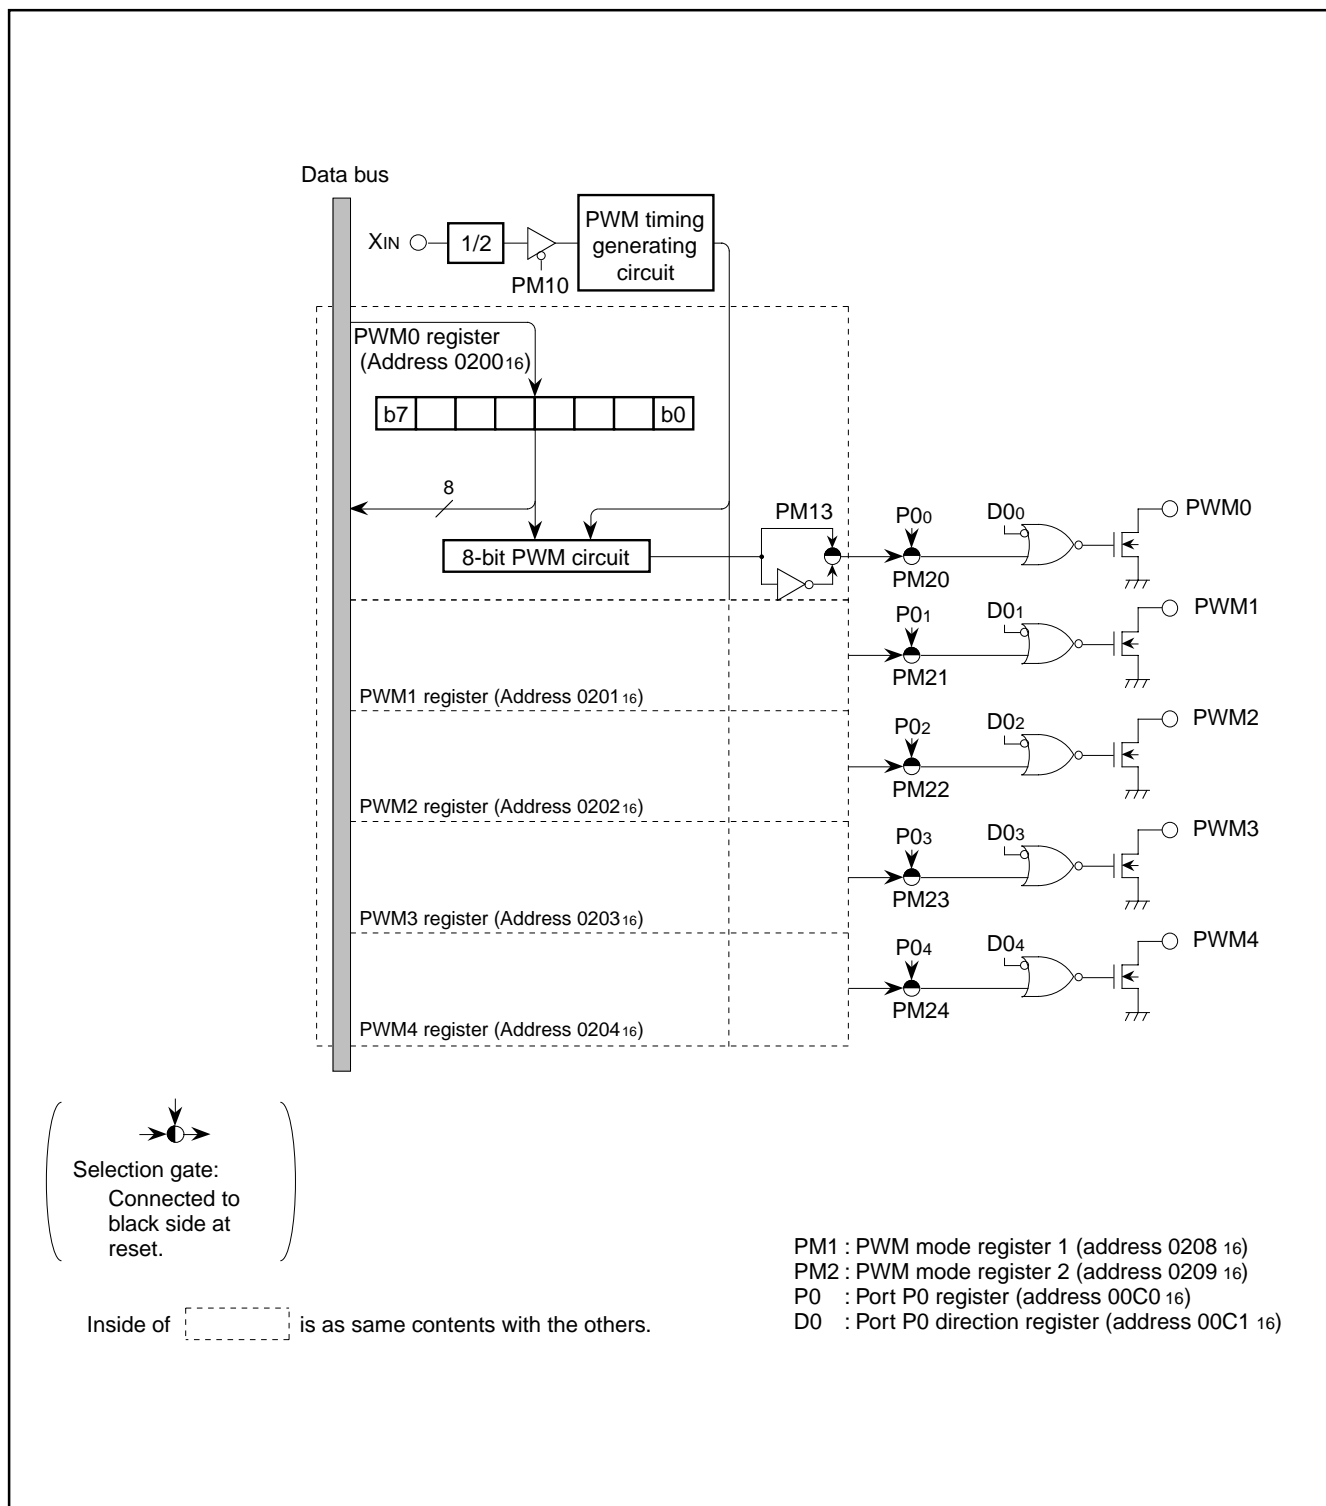 Data bus
XIN
1/2
PM10
PWM timing
generating
circuit
PWM0 register
(Address 020016)
b7
b0
8
8-bit PWM circuit
PM13
P00
PM20
D00
PWM0
P01
PM21
D01
PWM1
PWM1 register (Address 020116)
P02
PM22
D02
PWM2
PWM2 register (Address 020216)
P03
PM23
D03
PWM3
PWM3 register (Address 020316)
P04
PM24
D04
PWM4
PWM4 register (Address 020416)
Selection gate:
Connected to
black side at
reset.
Inside of is as same contents with the others.
PM1 : PWM mode register 1 (address 0208 16)
PM2 : PWM mode register 2 (address 0209 16)
P0 : Port P0 register (address 00C0 16)
D0 : Port P0 direction register (address 00C1 16)